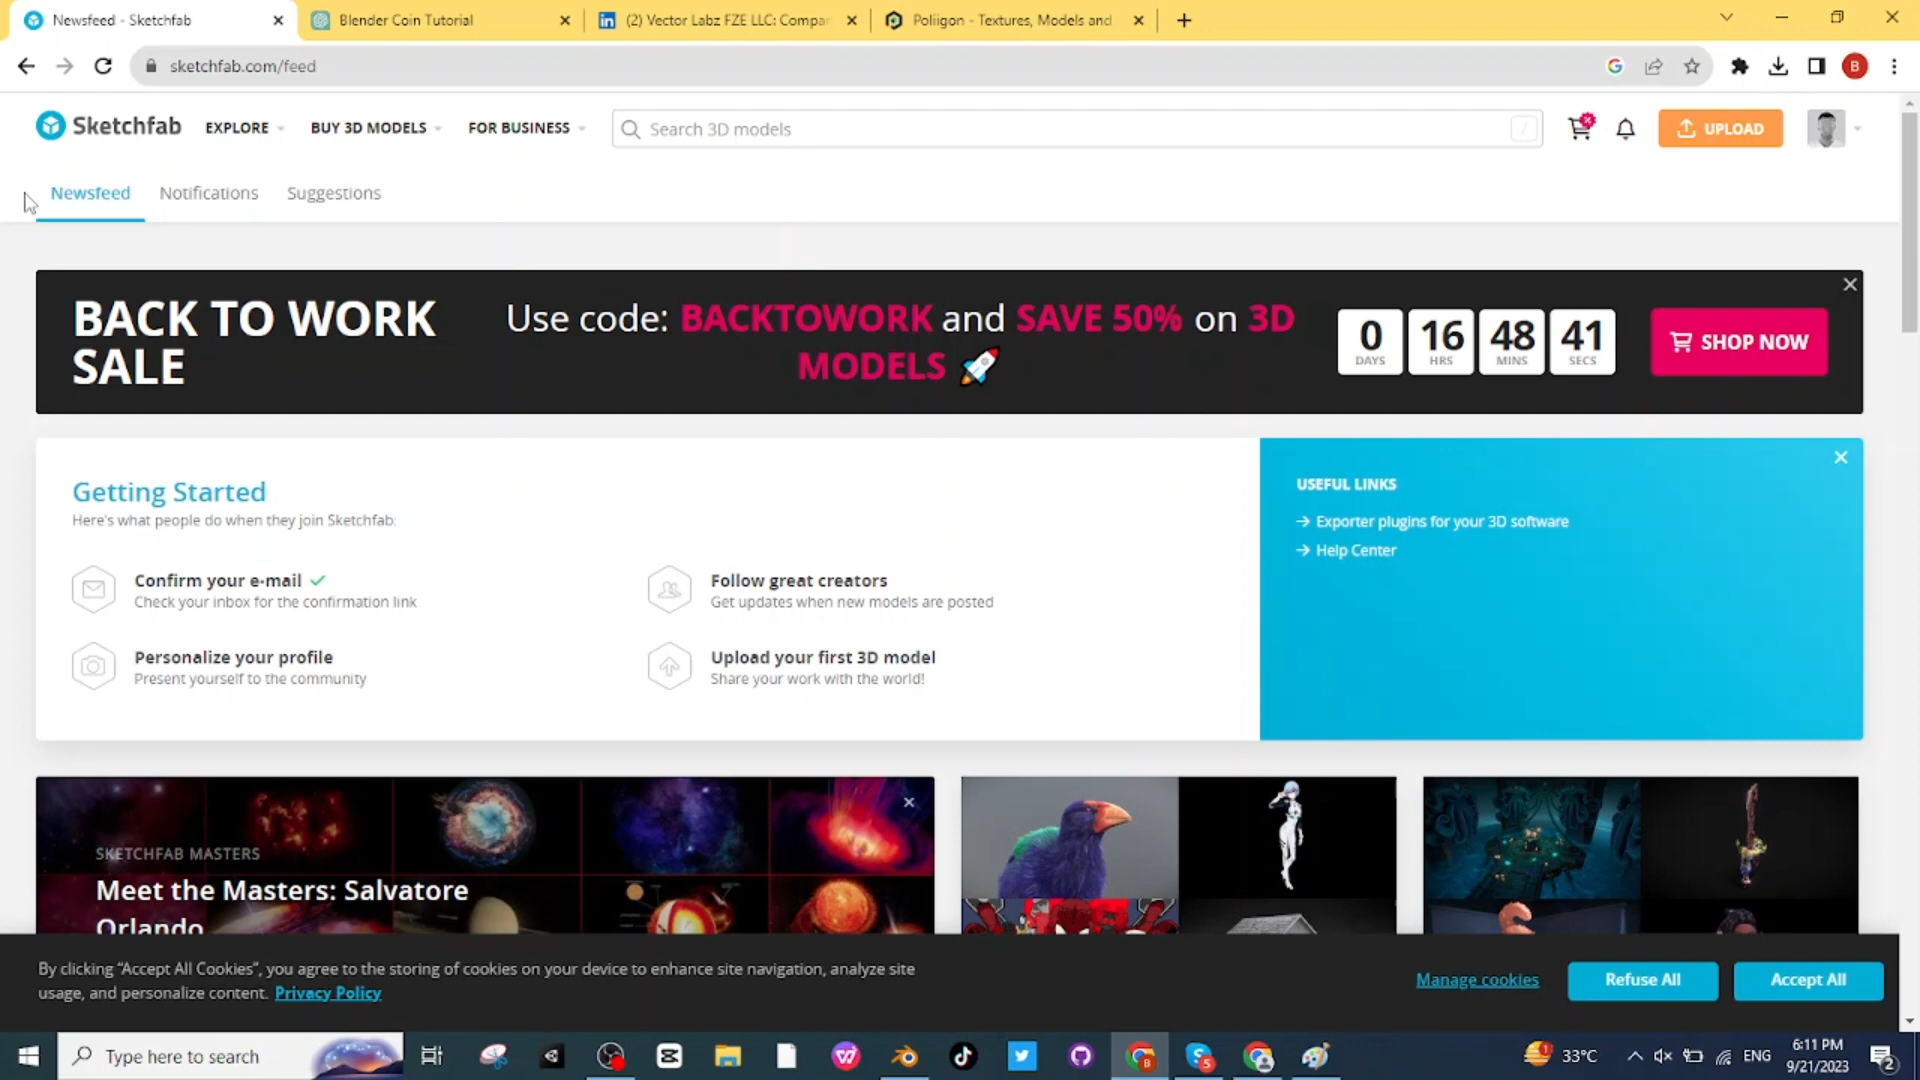 Newsfeed - Sketchfab
Blender Coin Tutorial
(2) Vector Labz FZE LLC: Compar
Poliigon - Textures, Models and
sketchfab.com/feed
B
Sketchfab
EXPLORE
BUY 3D MODELS
FOR BUSINESS
Search 3D models
/
UPLOAD
Newsfeed
Notifications
Suggestions
BACK TO WORK
SALE
Use code: BACKTOWORK and SAVE 50% on 3D
MODELS 🚀
0 16 48 41
DAYS HRS MINS SECS
SHOP NOW
Getting Started
Here's what people do when they join Sketchfab:
Confirm your e-mail
Check your inbox for the confirmation link
Follow great creators
Get updates when new models are posted
Personalize your profile
Present yourself to the community
Upload your first 3D model
Share your work with the world!
USEFUL LINKS
→ Exporter plugins for your 3D software
→ Help Center
SKETCHFAB MASTERS
Meet the Masters: Salvatore
Orlando
By clicking “Accept All Cookies”, you agree to the storing of cookies on your device to enhance site navigation, analyze site
usage, and personalize content. Privacy Policy
Manage cookies
Refuse All
Accept All
Type here to search
33°C
ENG
6:11 PM
9/21/2023
2